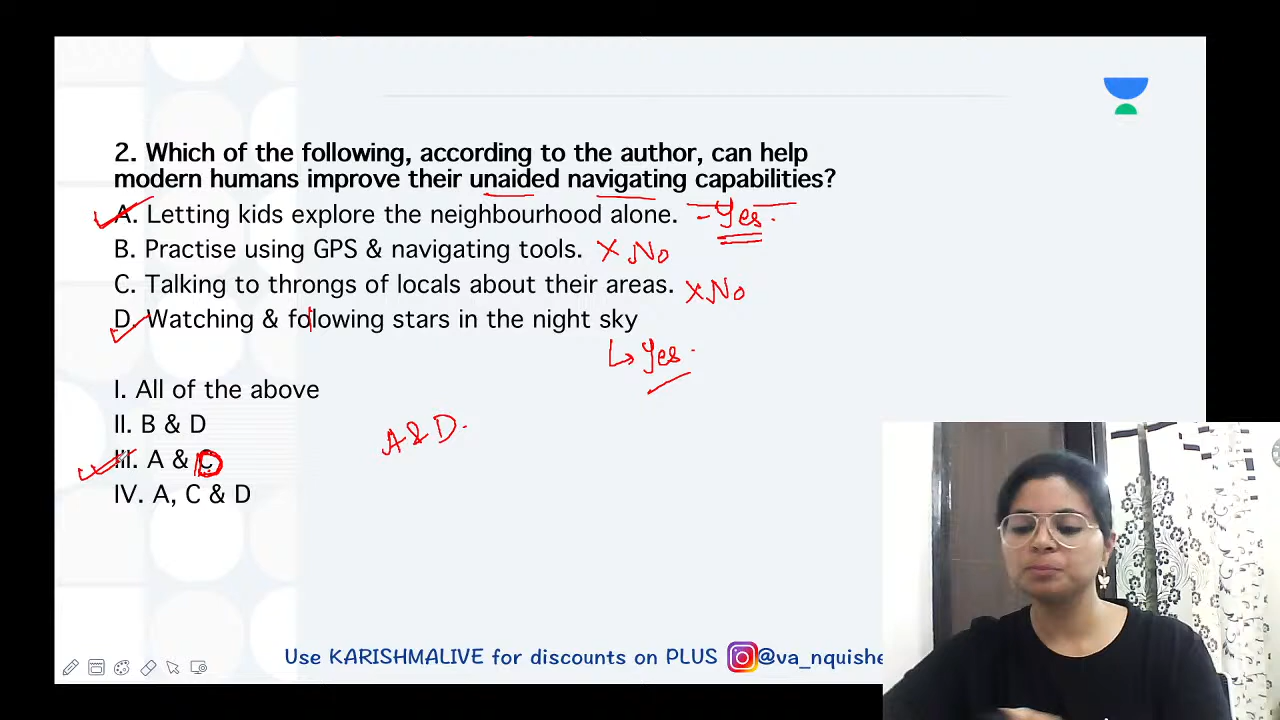 2. Which of the following, according to the author, can help
modern humans improve their unaided navigating capabilities?
A. Letting kids explore the neighbourhood alone. - Yes.
B. Practise using GPS & navigating tools. x No
C. Talking to throngs of locals about their areas. x No
D. Watching & folowing stars in the night sky
↳ Yes.
I. All of the above
II. B & D
A & D.
III. A & C
IV. A, C & D
Use KARISHMALIVE for discounts on PLUS @va_nquishe